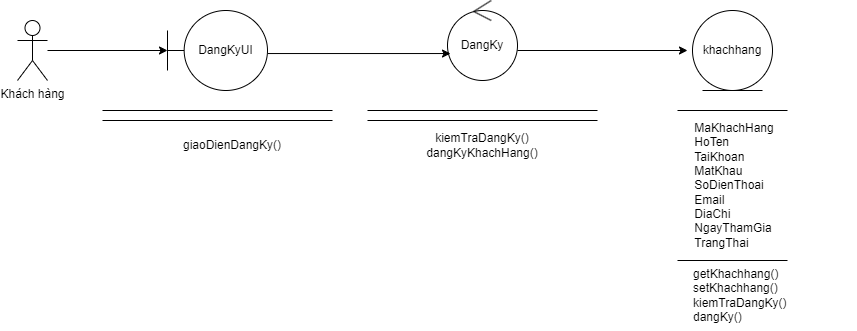 DangKyUI
DangKy
khachhang
Khách hàng
giaoDienDangKy()
kiemTraDangKy()
dangKyKhachHang()
MaKhachHang
HoTen
TaiKhoan
MatKhau
SoDienThoai
Email
DiaChi
NgayThamGia
TrangThai
getKhachhang()
setKhachhang()
kiemTraDangKy()
dangKy()